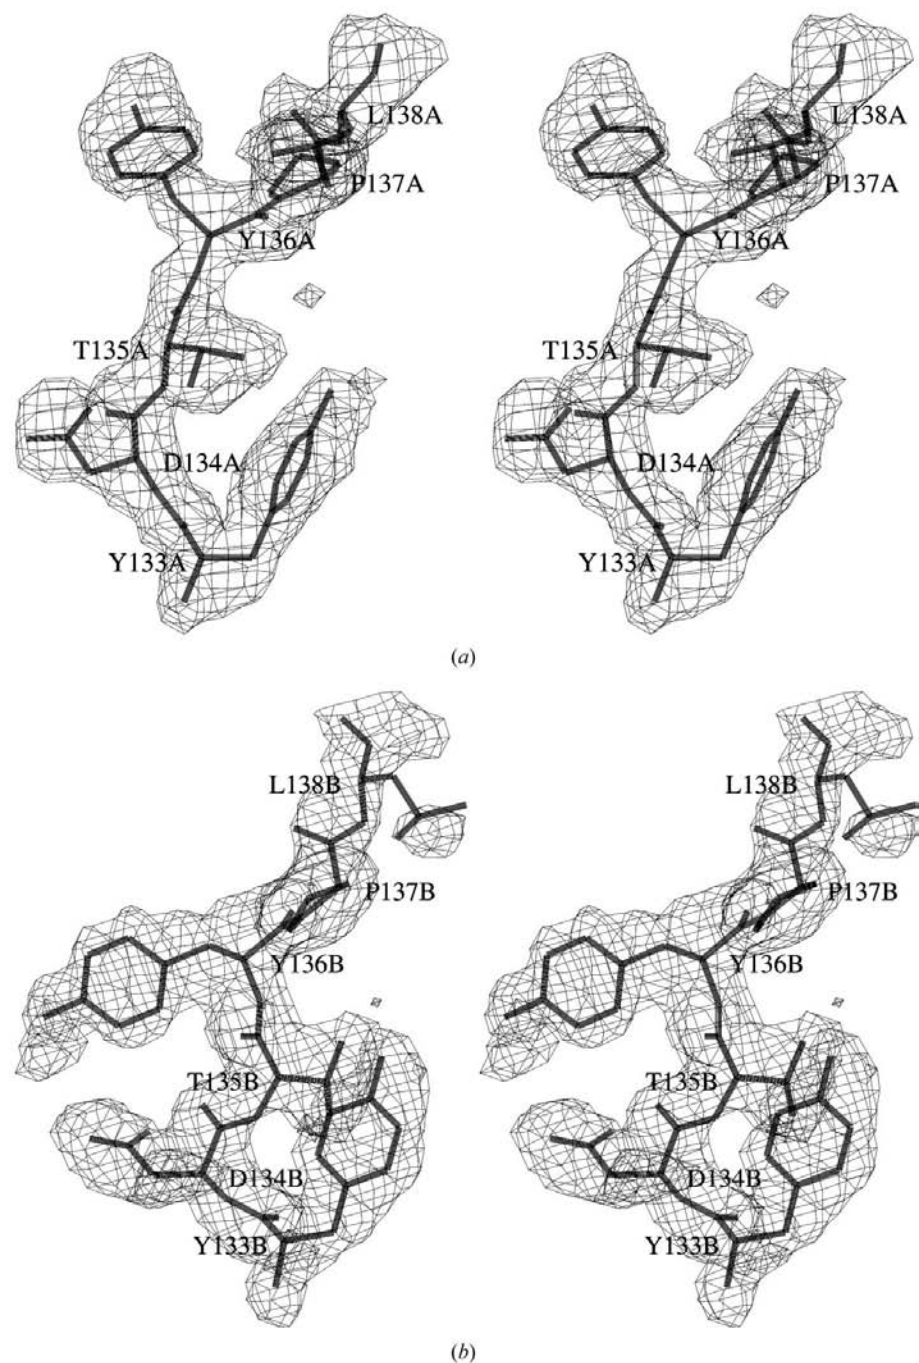 L138A L138A
P137A P137A
Y136A Y136A
T135A T135A
D134A D134A
Y133A Y133A
(a)
L138B L138B
P137B P137B
Y136B Y136B
T135B T135B
D134B D134B
Y133B Y133B
(b)